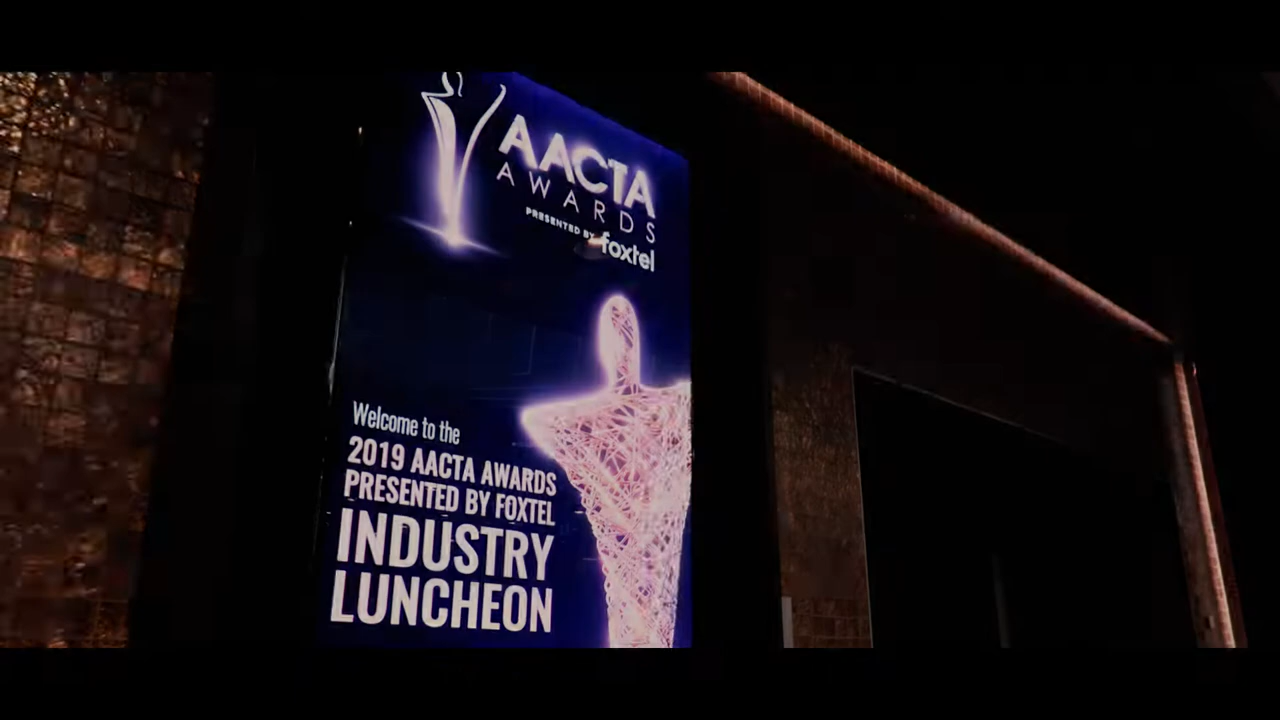 AACTA
AWARDS
PRESENTED BY foxtel
Welcome to the
2019 AACTA AWARDS
PRESENTED BY FOXTEL
INDUSTRY
LUNCHEON